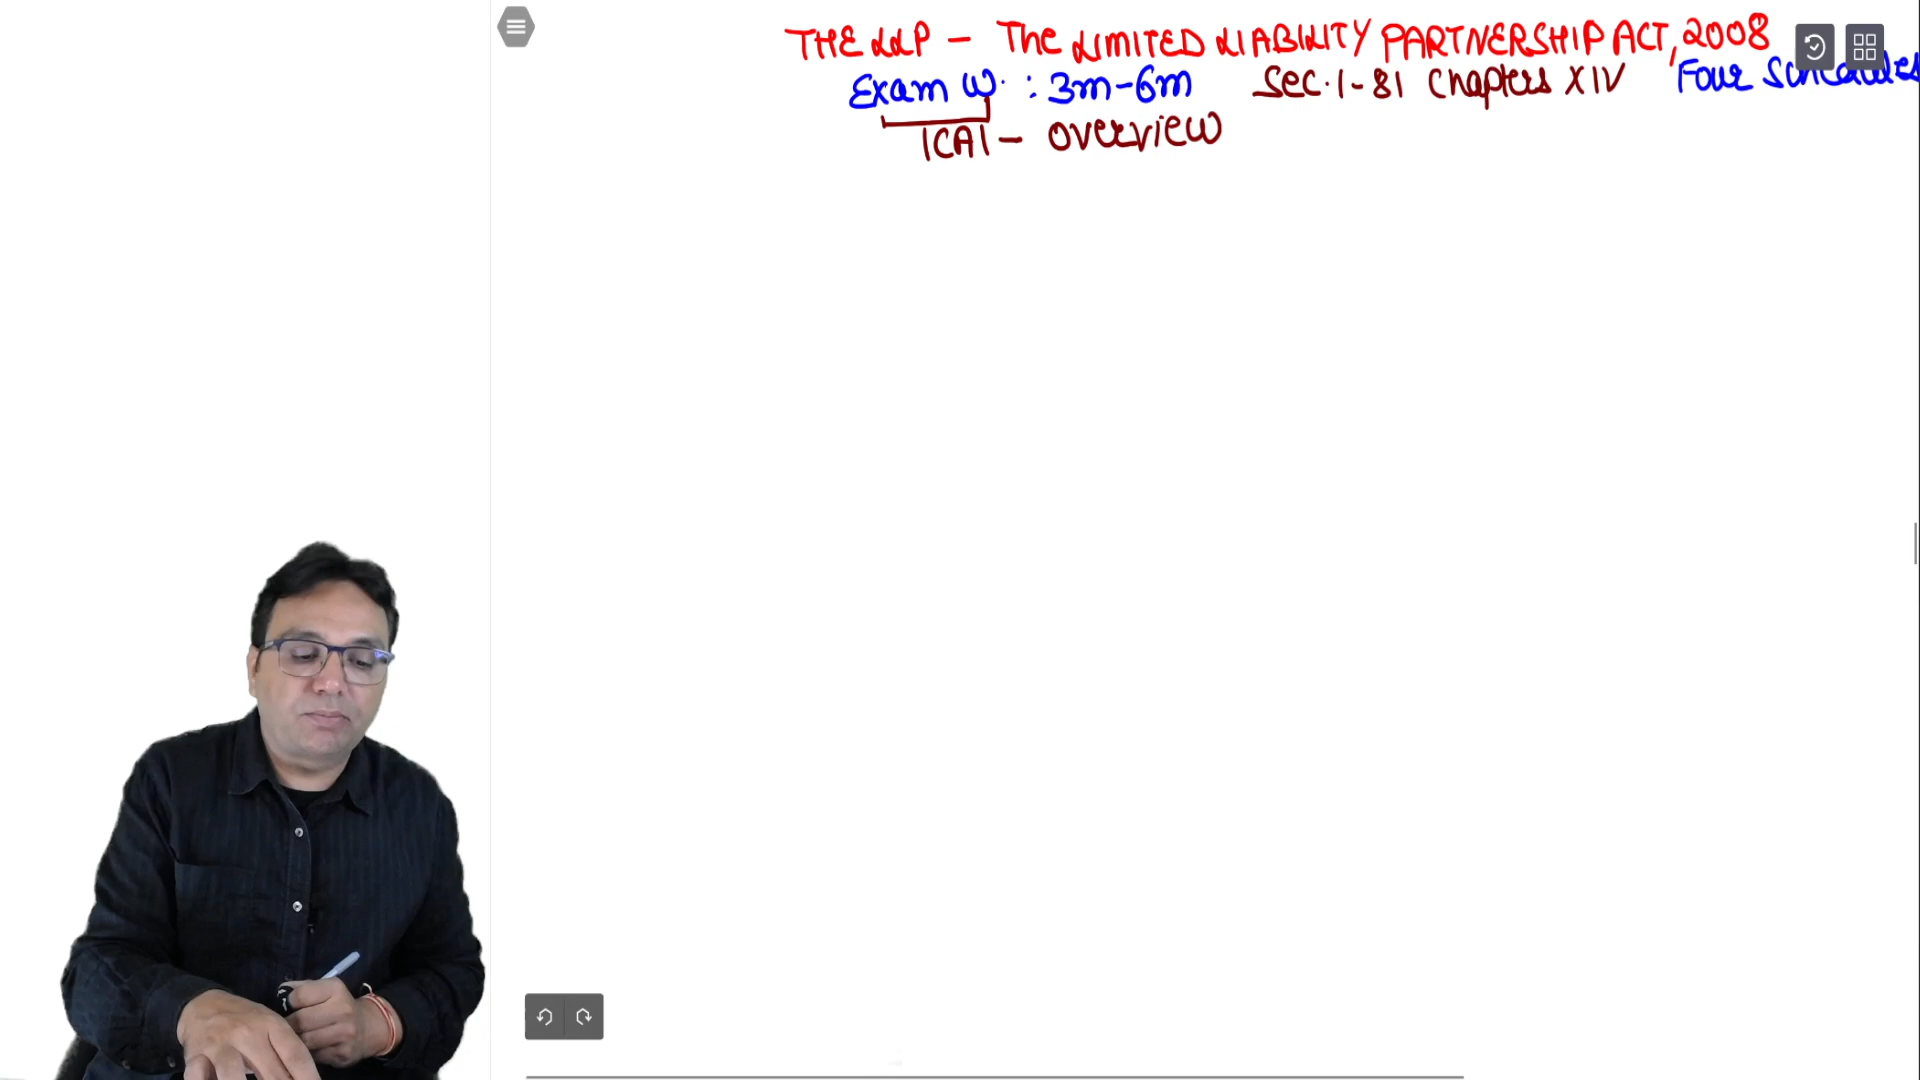 THE LLP - The LIMITED LIABILITY PARTNERSHIP ACT, 2008
Exam W. : 3m-6m Sec. 1-81 Chapters XIV Four Schedules
ICAI - Overview